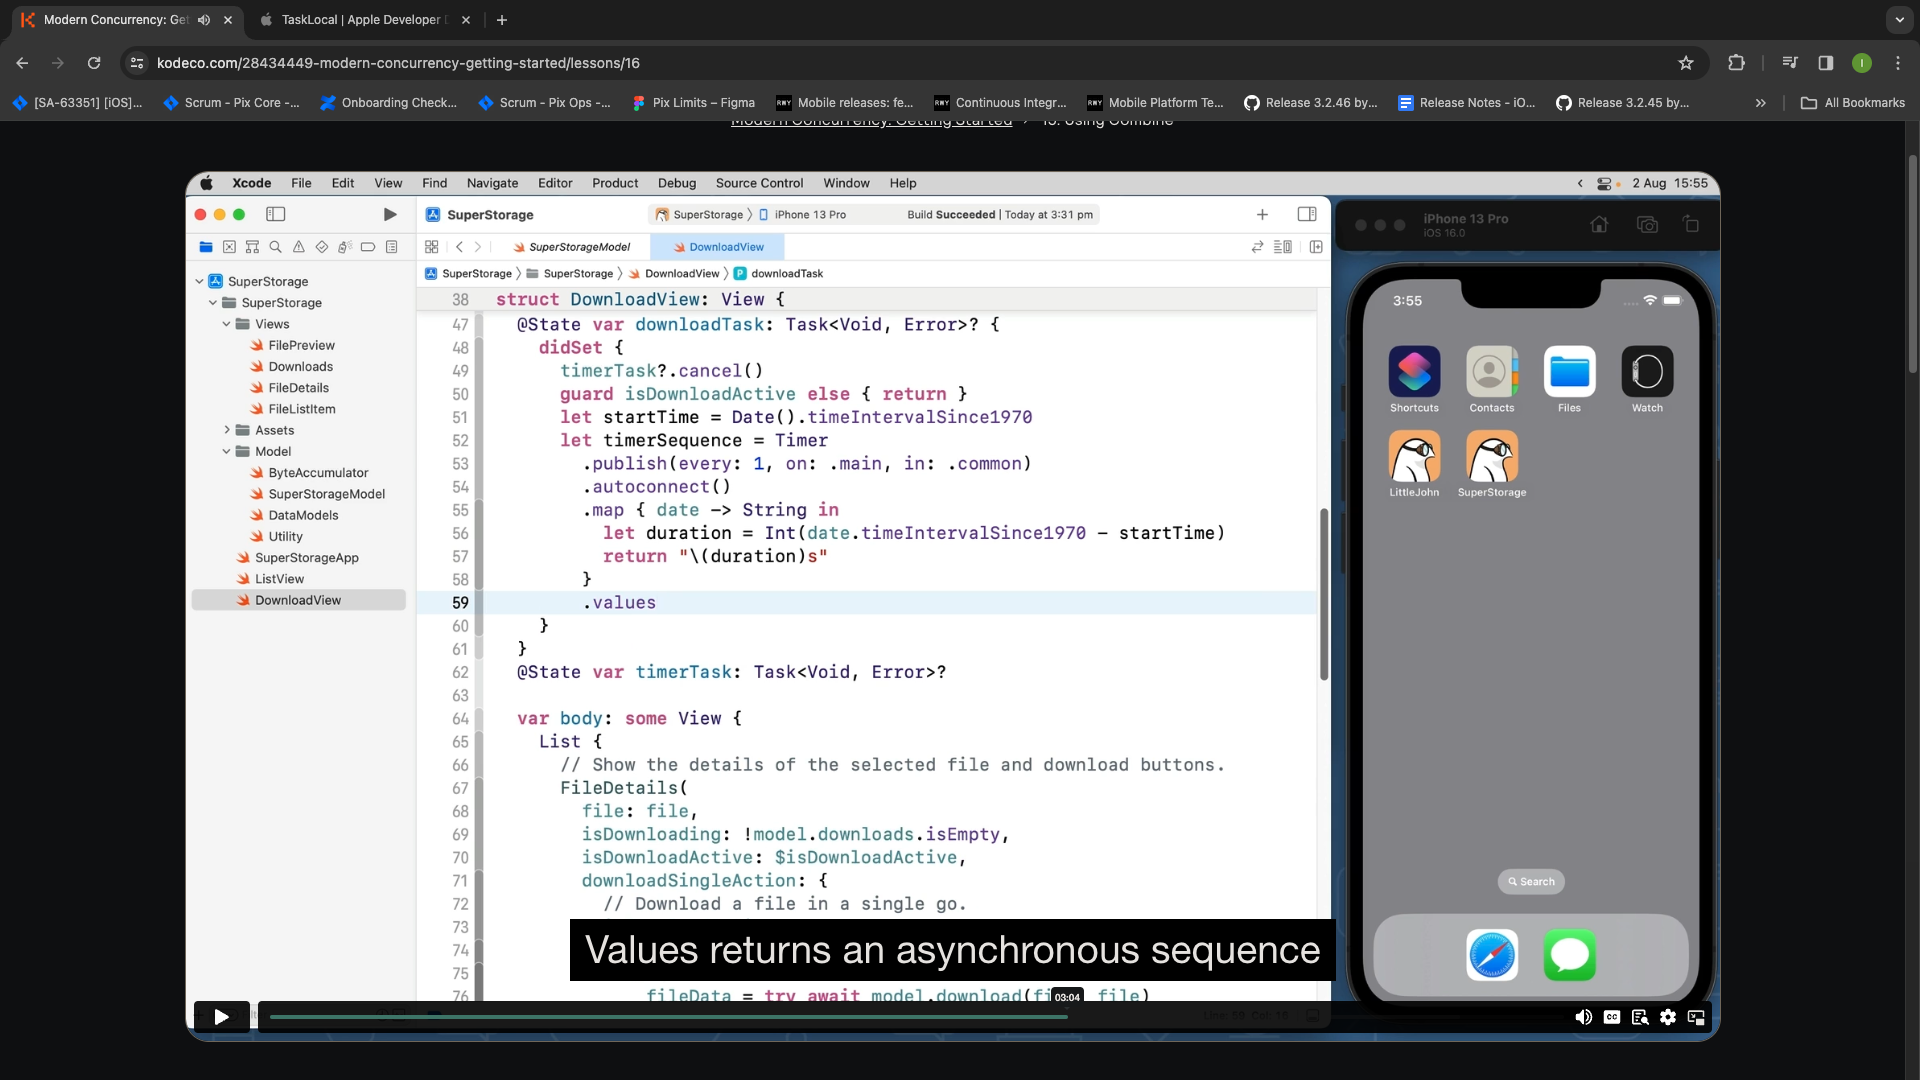 Modern Concurrency: Get
TaskLocal | Apple Developer D
kodeco.com/28434449-modern-concurrency-getting-started/lessons/16
I
[SA-63351] [iOS]...
Scrum - Pix Core -...
Onboarding Check...
Scrum - Pix Ops -...
Pix Limits – Figma
RWY
Mobile releases: fe...
RWY
Continuous Integr...
RWY
Mobile Platform Te...
Release 3.2.46 by...
Release Notes - iO...
Release 3.2.45 by...
»
All Bookmarks
Modern Concurrency: Getting Started › 15. Using Combine
Xcode File Edit View Find Navigate Editor Product Debug Source Control Window Help
2 Aug 15:55
SuperStorage
SuperStorage 〉 iPhone 13 Pro
Build Succeeded | Today at 3:31 pm
SuperStorageModel
DownloadView
SuperStorage 〉 SuperStorage 〉 DownloadView 〉 P downloadTask
SuperStorage
SuperStorage
Views
FilePreview
Downloads
FileDetails
FileListItem
Assets
Model
ByteAccumulator
SuperStorageModel
DataModels
Utility
SuperStorageApp
ListView
DownloadView
38 struct DownloadView: View {
47 @State var downloadTask: Task<Void, Error>? {
48 didSet {
49 timerTask?.cancel()
50 guard isDownloadActive else { return }
51 let startTime = Date().timeIntervalSince1970
52 let timerSequence = Timer
53 .publish(every: 1, on: .main, in: .common)
54 .autoconnect()
55 .map { date -> String in
56 let duration = Int(date.timeIntervalSince1970 - startTime)
57 return "\(duration)s"
58 }
59 .values
60 }
61 }
62 @State var timerTask: Task<Void, Error>?
63
64 var body: some View {
65 List {
66 // Show the details of the selected file and download buttons.
67 FileDetails(
68 file: file,
69 isDownloading: !model.downloads.isEmpty,
70 isDownloadActive: $isDownloadActive,
71 downloadSingleAction: {
72 // Download a file in a single go.
73
74
75
76 fileData = try await model.download(fi file)
Values returns an asynchronous sequence
03:04
CC
iPhone 13 Pro
iOS 16.0
3:55
Shortcuts
Contacts
Files
Watch
LittleJohn
SuperStorage
Search